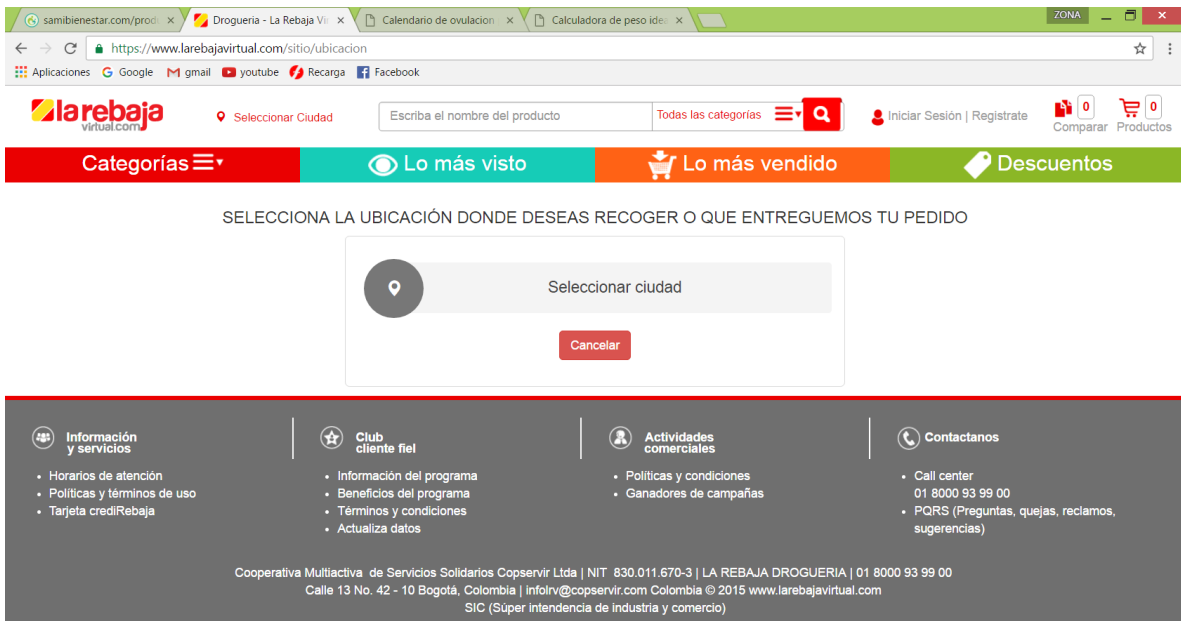 samibienestar.com/prod
Drogueria - La Rebaja Vir
Calendario de ovulacion
Calculadora de peso idea
ZONA
https://www.larebajavirtual.com/sitio/ubicacion
Aplicaciones Google gmail youtube Recarga Facebook
larebaja
virtual.com
Seleccionar Ciudad
Escriba el nombre del producto
Todas las categorías
Iniciar Sesión | Registrate
0
Comparar
0
Productos
Categorías
Lo más visto
Lo más vendido
Descuentos
SELECCIONA LA UBICACIÓN DONDE DESEAS RECOGER O QUE ENTREGUEMOS TU PEDIDO
Seleccionar ciudad
Cancelar
Información
y servicios
• Horarios de atención
• Políticas y términos de uso
• Tarjeta crediRebaja
Club
cliente fiel
• Información del programa
• Beneficios del programa
• Términos y condiciones
• Actualiza datos
Actividades
comerciales
• Políticas y condiciones
• Ganadores de campañas
Contactanos
• Call center
01 8000 93 99 00
• PQRS (Preguntas, quejas, reclamos,
sugerencias)
Cooperativa Multiactiva de Servicios Solidarios Copservir Ltda | NIT 830.011.670-3 | LA REBAJA DROGUERIA | 01 8000 93 99 00
Calle 13 No. 42 - 10 Bogotá, Colombia | infolrv@copservir.com Colombia © 2015 www.larebajavirtual.com
SIC (Súper intendencia de industria y comercio)